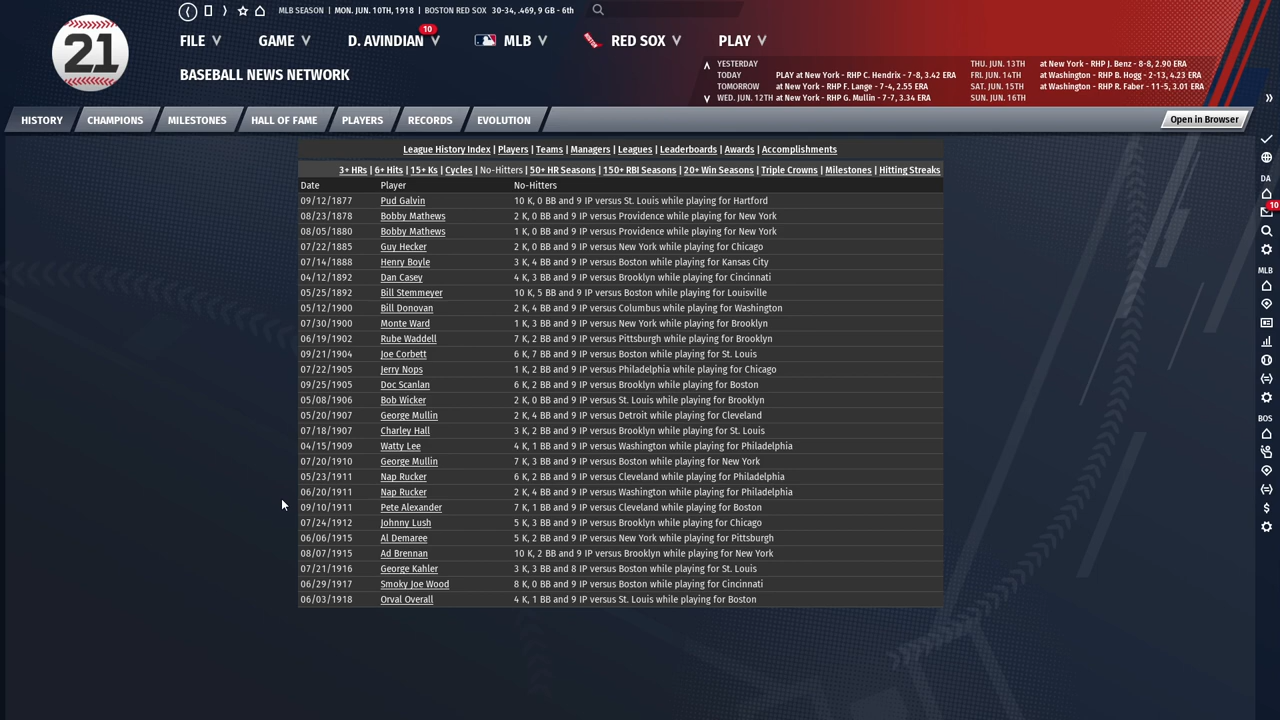 MLB SEASON | MON. JUN. 10TH, 1918 | BOSTON RED SOX 30-34, .469, 9 GB - 6th
21
FILE GAME D. AVINDIAN 10 MLB RED SOX PLAY
BASEBALL NEWS NETWORK
YESTERDAY
TODAY PLAY at New York - RHP C. Hendrix - 7-8, 3.42 ERA
TOMORROW at New York - RHP F. Lange - 7-4, 2.55 ERA
WED. JUN. 12TH at New York - RHP G. Mullin - 7-7, 3.34 ERA
THU. JUN. 13TH at New York - RHP J. Benz - 8-8, 2.90 ERA
FRI. JUN. 14TH at Washington - RHP B. Hogg - 2-13, 4.23 ERA
SAT. JUN. 15TH at Washington - RHP R. Faber - 11-5, 3.01 ERA
SUN. JUN. 16TH
HISTORY CHAMPIONS MILESTONES HALL OF FAME PLAYERS RECORDS EVOLUTION Open in Browser
League History Index | Players | Teams | Managers | Leagues | Leaderboards | Awards | Accomplishments
3+ HRs | 6+ Hits | 15+ Ks | Cycles | No-Hitters | 50+ HR Seasons | 150+ RBI Seasons | 20+ Win Seasons | Triple Crowns | Milestones | Hitting Streaks
Date Player No-Hitters
09/12/1877 Pud Galvin 10 K, 0 BB and 9 IP versus St. Louis while playing for Hartford
08/23/1878 Bobby Mathews 2 K, 0 BB and 9 IP versus Providence while playing for New York
08/05/1880 Bobby Mathews 1 K, 0 BB and 9 IP versus Providence while playing for New York
07/22/1885 Guy Hecker 2 K, 0 BB and 9 IP versus New York while playing for Chicago
07/14/1888 Henry Boyle 3 K, 4 BB and 9 IP versus Boston while playing for Kansas City
04/12/1892 Dan Casey 4 K, 3 BB and 9 IP versus Brooklyn while playing for Cincinnati
05/25/1892 Bill Stemmeyer 10 K, 5 BB and 9 IP versus Boston while playing for Louisville
05/12/1900 Bill Donovan 2 K, 4 BB and 9 IP versus Columbus while playing for Washington
07/30/1900 Monte Ward 1 K, 3 BB and 9 IP versus New York while playing for Brooklyn
06/19/1902 Rube Waddell 7 K, 2 BB and 9 IP versus Pittsburgh while playing for Brooklyn
09/21/1904 Joe Corbett 6 K, 7 BB and 9 IP versus Boston while playing for St. Louis
07/22/1905 Jerry Nops 1 K, 2 BB and 9 IP versus Philadelphia while playing for Chicago
09/25/1905 Doc Scanlan 6 K, 2 BB and 9 IP versus Brooklyn while playing for Boston
05/08/1906 Bob Wicker 2 K, 0 BB and 9 IP versus St. Louis while playing for Brooklyn
05/20/1907 George Mullin 2 K, 4 BB and 9 IP versus Detroit while playing for Cleveland
07/18/1907 Charley Hall 3 K, 2 BB and 9 IP versus Brooklyn while playing for St. Louis
04/15/1909 Watty Lee 4 K, 1 BB and 9 IP versus Washington while playing for Philadelphia
07/20/1910 George Mullin 7 K, 3 BB and 9 IP versus Boston while playing for New York
05/23/1911 Nap Rucker 6 K, 2 BB and 9 IP versus Cleveland while playing for Philadelphia
06/20/1911 Nap Rucker 2 K, 4 BB and 9 IP versus Washington while playing for Philadelphia
09/10/1911 Pete Alexander 7 K, 1 BB and 9 IP versus Cleveland while playing for Boston
07/24/1912 Johnny Lush 5 K, 3 BB and 9 IP versus Brooklyn while playing for Chicago
06/06/1915 Al Demaree 5 K, 2 BB and 9 IP versus New York while playing for Pittsburgh
08/07/1915 Ad Brennan 10 K, 2 BB and 9 IP versus Brooklyn while playing for New York
07/21/1916 George Kahler 3 K, 3 BB and 8 IP versus Boston while playing for St. Louis
06/29/1917 Smoky Joe Wood 8 K, 0 BB and 9 IP versus Boston while playing for Cincinnati
06/03/1918 Orval Overall 4 K, 1 BB and 9 IP versus St. Louis while playing for Boston
DA
10
MLB
BOS